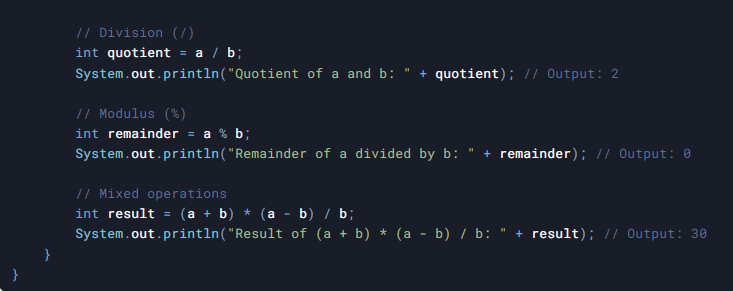 // Division (/)
int quotient = a / b;
System.out.println("Quotient of a and b: " + quotient); // Output: 2
// Modulus (%)
int remainder = a % b;
System.out.println("Remainder of a divided by b: " + remainder); // Output: 0
// Mixed operations
int result = (a + b) * (a - b) / b;
System.out.println("Result of (a + b) * (a - b) / b: " + result); // Output: 30
}
}